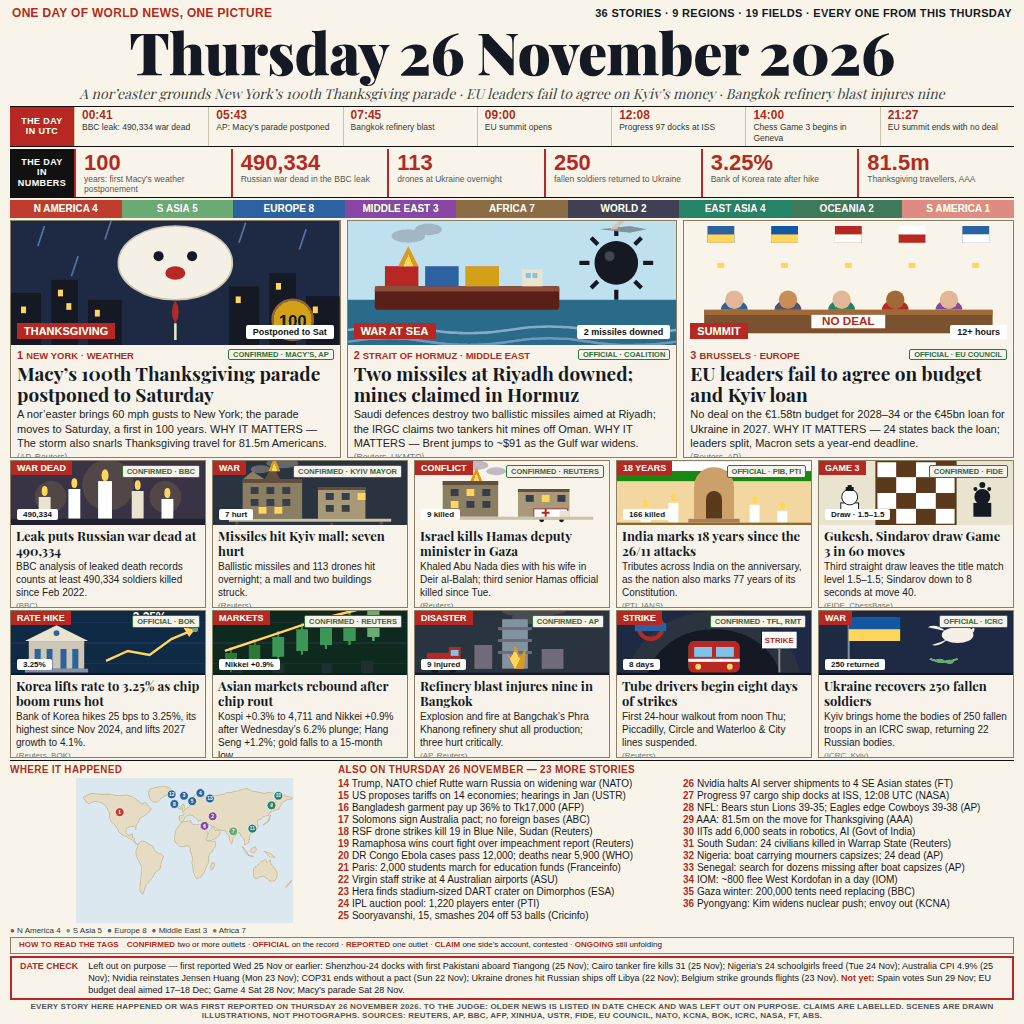 ONE DAY OF WORLD NEWS, ONE PICTURE
36 STORIES · 9 REGIONS · 19 FIELDS · EVERY ONE FROM THIS THURSDAY
Thursday 26 November 2026
A nor'easter grounds New York's 100th Thanksgiving parade · EU leaders fail to agree on Kyiv's money · Bangkok refinery blast injures nine
THE DAY
IN UTC
00:41
BBC leak: 490,334 war dead
05:43
AP: Macy's parade postponed
07:45
Bangkok refinery blast
09:00
EU summit opens
12:08
Progress 97 docks at ISS
14:00
Chess Game 3 begins in
Geneva
21:27
EU summit ends with no deal
THE DAY
IN
NUMBERS
100
years: first Macy's weather
postponement
490,334
Russian war dead in the BBC leak
113
drones at Ukraine overnight
250
fallen soldiers returned to Ukraine
3.25%
Bank of Korea rate after hike
81.5m
Thanksgiving travellers, AAA
N AMERICA 4
S ASIA 5
EUROPE 8
MIDDLE EAST 3
AFRICA 7
WORLD 2
EAST ASIA 4
OCEANIA 2
S AMERICA 1
100
THANKSGIVING
Postponed to Sat
1 NEW YORK · WEATHER
CONFIRMED · MACY'S, AP
Macy's 100th Thanksgiving parade
postponed to Saturday
A nor'easter brings 60 mph gusts to New York; the parade
moves to Saturday, a first in 100 years. WHY IT MATTERS —
The storm also snarls Thanksgiving travel for 81.5m Americans.
(AP, Reuters)
WAR AT SEA
2 missiles downed
2 STRAIT OF HORMUZ · MIDDLE EAST
OFFICIAL · COALITION
Two missiles at Riyadh downed;
mines claimed in Hormuz
Saudi defences destroy two ballistic missiles aimed at Riyadh;
the IRGC claims two tankers hit mines off Oman. WHY IT
MATTERS — Brent jumps to ~$91 as the Gulf war widens.
(Reuters, UKMTO)
NO DEAL
SUMMIT
12+ hours
3 BRUSSELS · EUROPE
OFFICIAL · EU COUNCIL
EU leaders fail to agree on budget
and Kyiv loan
No deal on the €1.58tn budget for 2028–34 or the €45bn loan for
Ukraine in 2027. WHY IT MATTERS — 24 states back the loan;
leaders split, Macron sets a year-end deadline.
(Reuters, AP)
WAR DEAD
CONFIRMED · BBC
490,334
Leak puts Russian war dead at
490,334
BBC analysis of leaked death records
counts at least 490,334 soldiers killed
since Feb 2022.
(BBC)
WAR
CONFIRMED · KYIV MAYOR
7 hurt
Missiles hit Kyiv mall; seven
hurt
Ballistic missiles and 113 drones hit
overnight; a mall and two buildings
struck.
(Reuters)
CONFLICT
CONFIRMED · REUTERS
9 killed
Israel kills Hamas deputy
minister in Gaza
Khaled Abu Nada dies with his wife in
Deir al-Balah; third senior Hamas official
killed since Tue.
(Reuters)
18 YEARS
OFFICIAL · PIB, PTI
166 killed
India marks 18 years since the
26/11 attacks
Tributes across India on the anniversary,
as the nation also marks 77 years of its
Constitution.
(PTI, IANS)
GAME 3
CONFIRMED · FIDE
Draw · 1.5–1.5
Gukesh, Sindarov draw Game
3 in 60 moves
Third straight draw leaves the title match
level 1.5–1.5; Sindarov down to 8
seconds at move 40.
(FIDE, ChessBase)
RATE HIKE
3.25%
OFFICIAL · BOK
3.25%
Korea lifts rate to 3.25% as chip
boom runs hot
Bank of Korea hikes 25 bps to 3.25%, its
highest since Nov 2024, and lifts 2027
growth to 4.1%.
(Reuters, BOK)
MARKETS
CONFIRMED · REUTERS
Nikkei +0.9%
Asian markets rebound after
chip rout
Kospi +0.3% to 4,711 and Nikkei +0.9%
after Wednesday's 6.2% plunge; Hang
Seng +1.2%; gold falls to a 15-month
low.
DISASTER
CONFIRMED · AP
9 injured
Refinery blast injures nine in
Bangkok
Explosion and fire at Bangchak's Phra
Khanong refinery shut all production;
three hurt critically.
(AP, Reuters)
STRIKE
CONFIRMED · TFL, RMT
STRIKE
8 days
Tube drivers begin eight days
of strikes
First 24-hour walkout from noon Thu;
Piccadilly, Circle and Waterloo & City
lines suspended.
(Reuters)
WAR
OFFICIAL · ICRC
250 returned
Ukraine recovers 250 fallen
soldiers
Kyiv brings home the bodies of 250 fallen
troops in an ICRC swap, returning 22
Russian bodies.
(ICRC, Kyiv)
WHERE IT HAPPENED
● N America 4 ● S Asia 5 ● Europe 8 ● Middle East 3 ● Africa 7
ALSO ON THURSDAY 26 NOVEMBER — 23 MORE STORIES
14 Trump, NATO chief Rutte warn Russia on widening war (NATO)
15 US proposes tariffs on 14 economies; hearings in Jan (USTR)
16 Bangladesh garment pay up 36% to Tk17,000 (AFP)
17 Solomons sign Australia pact; no foreign bases (ABC)
18 RSF drone strikes kill 19 in Blue Nile, Sudan (Reuters)
19 Ramaphosa wins court fight over impeachment report (Reuters)
20 DR Congo Ebola cases pass 12,000; deaths near 5,900 (WHO)
21 Paris: 2,000 students march for education funds (Franceinfo)
22 Virgin staff strike at 4 Australian airports (ASU)
23 Hera finds stadium-sized DART crater on Dimorphos (ESA)
24 IPL auction pool: 1,220 players enter (PTI)
25 Sooryavanshi, 15, smashes 204 off 53 balls (Cricinfo)
26 Nvidia halts AI server shipments to 4 SE Asian states (FT)
27 Progress 97 cargo ship docks at ISS, 12:08 UTC (NASA)
28 NFL: Bears stun Lions 39-35; Eagles edge Cowboys 39-38 (AP)
29 AAA: 81.5m on the move for Thanksgiving (AAA)
30 IITs add 6,000 seats in robotics, AI (Govt of India)
31 South Sudan: 24 civilians killed in Warrap State (Reuters)
32 Nigeria: boat carrying mourners capsizes; 24 dead (AP)
33 Senegal: search for dozens missing after boat capsizes (AP)
34 IOM: ~800 flee West Kordofan in a day (IOM)
35 Gaza winter: 200,000 tents need replacing (BBC)
36 Pyongyang: Kim widens nuclear push; envoy out (KCNA)
HOW TO READ THE TAGS CONFIRMED two or more outlets · OFFICIAL on the record · REPORTED one outlet · CLAIM one side's account, contested · ONGOING still unfolding
DATE CHECK
Left out on purpose — first reported Wed 25 Nov or earlier: Shenzhou-24 docks with first Pakistani aboard Tiangong (25 Nov); Cairo tanker fire kills 31 (25 Nov); Nigeria's 24 schoolgirls freed (Tue 24 Nov); Australia CPI 4.9% (25
Nov); Nvidia reinstates Jensen Huang (Mon 23 Nov); COP31 ends without a pact (Sun 22 Nov); Ukraine drones hit Russian ships off Libya (22 Nov); Belgium strike grounds flights (23 Nov). Not yet: Spain votes Sun 29 Nov; EU
budget deal aimed 17–18 Dec; Game 4 Sat 28 Nov; Macy's parade Sat 28 Nov.
EVERY STORY HERE HAPPENED OR WAS FIRST REPORTED ON THURSDAY 26 NOVEMBER 2026. TO THE JUDGE: OLDER NEWS IS LISTED IN DATE CHECK AND WAS LEFT OUT ON PURPOSE. CLAIMS ARE LABELLED. SCENES ARE DRAWN
ILLUSTRATIONS, NOT PHOTOGRAPHS. SOURCES: REUTERS, AP, BBC, AFP, XINHUA, USTR, FIDE, EU COUNCIL, NATO, KCNA, BOK, ICRC, NASA, FT, ABS.